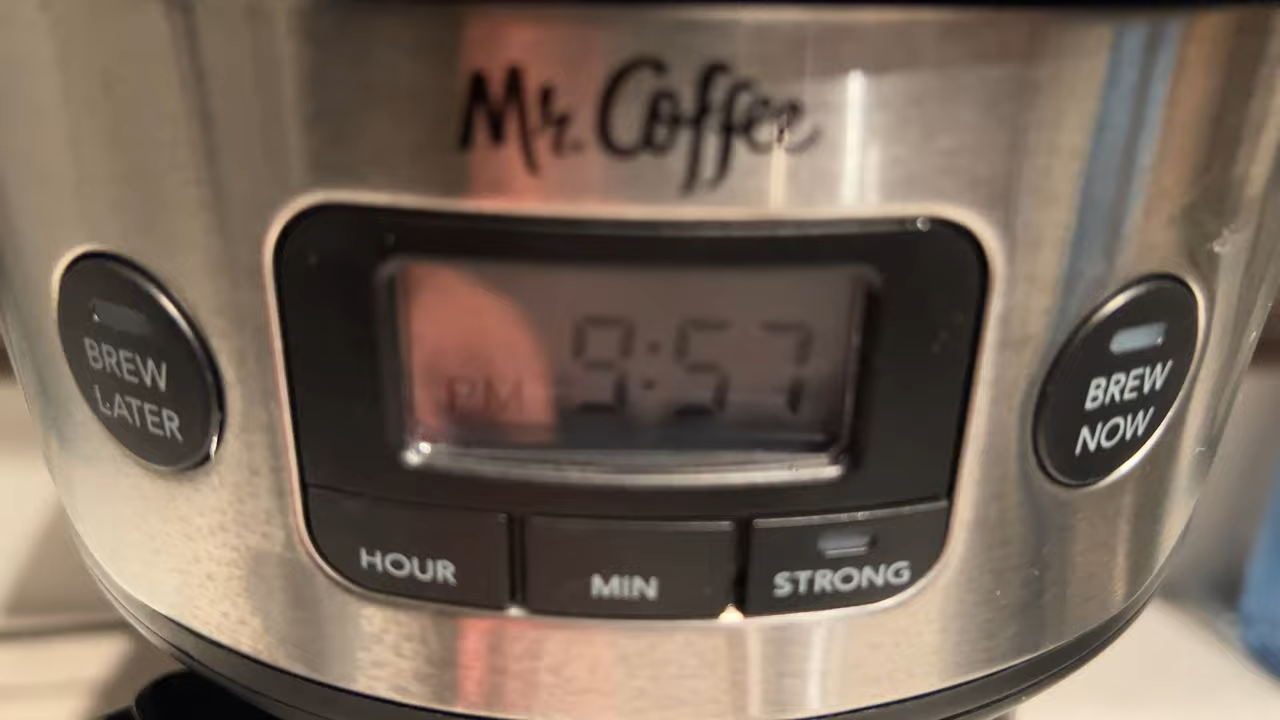 Mr. Coffee
BREW
LATER
PM 9:57
BREW
NOW
HOUR
MIN
STRONG